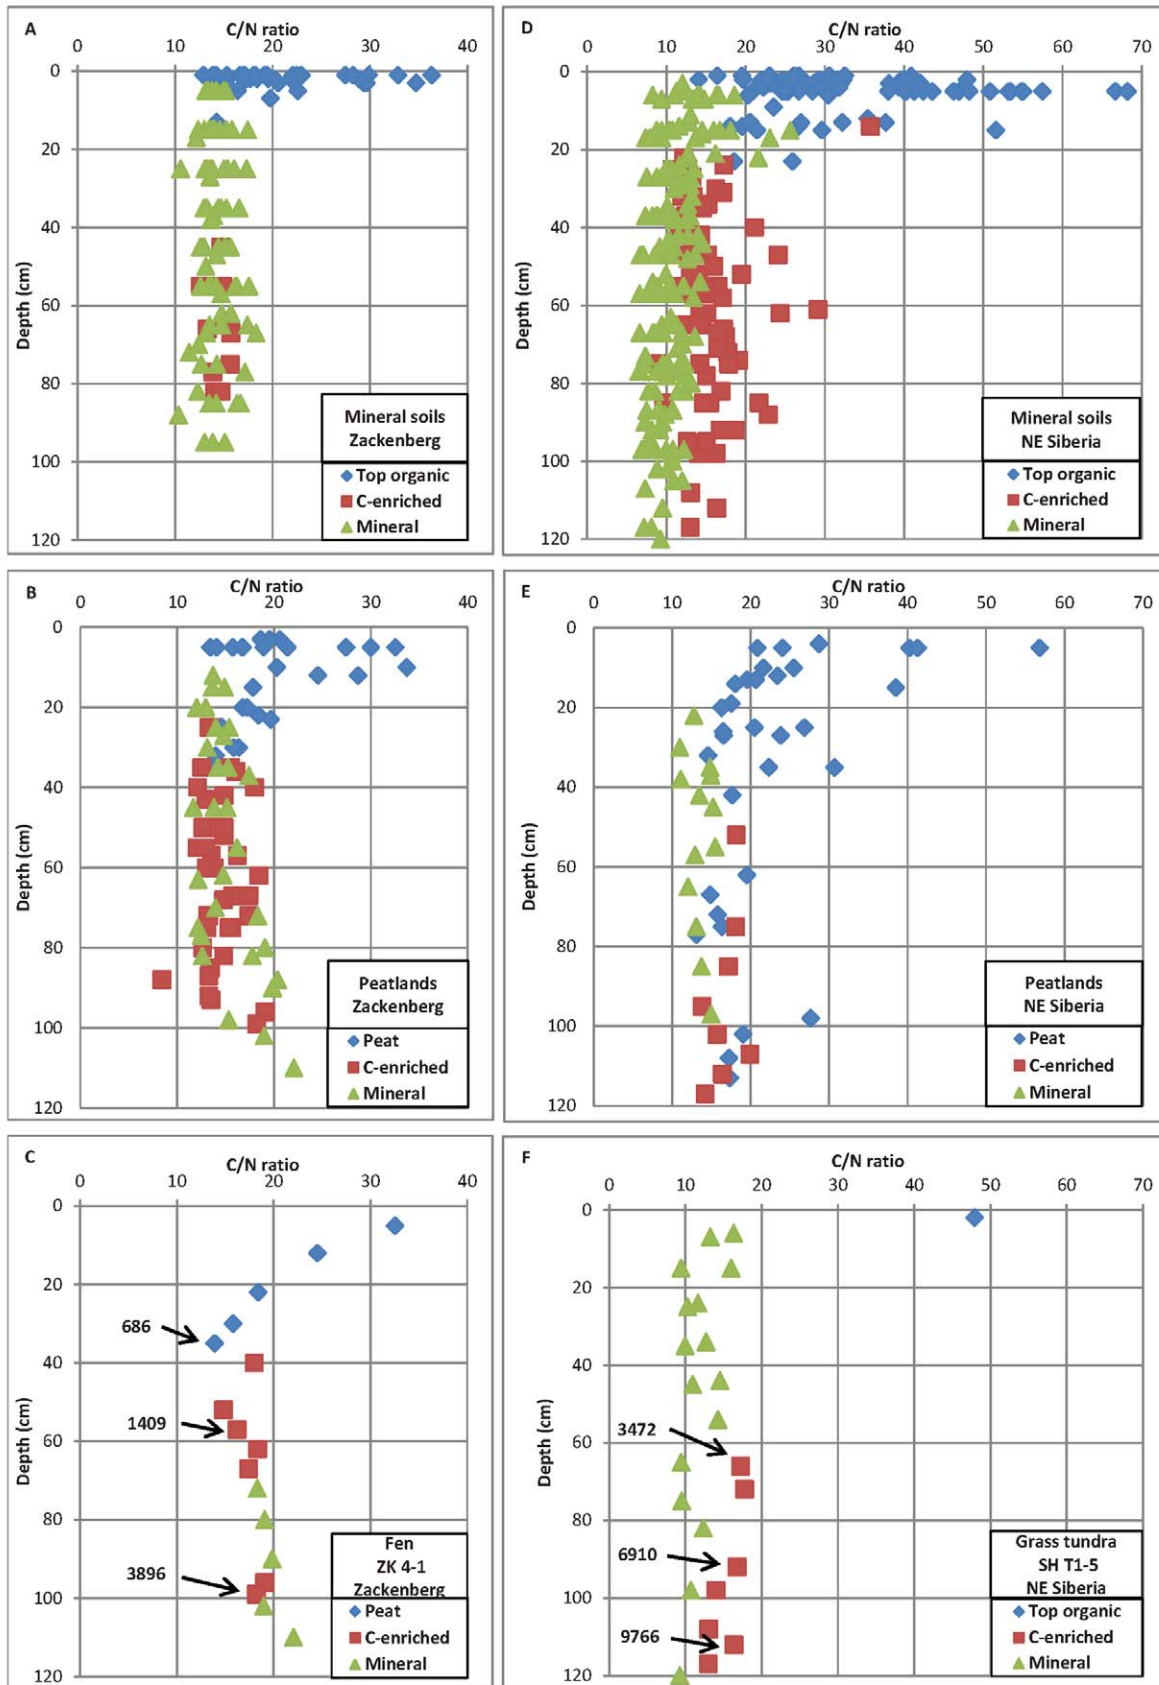 A
C/N ratio
0 10 20 30 40
0
20
40
60
80
100
120
Depth (cm)
Mineral soils
Zackenberg
Top organic
C-enriched
Mineral
D
C/N ratio
0 10 20 30 40 50 60 70
0
20
40
60
80
100
120
Depth (cm)
Mineral soils
NE Siberia
Top organic
C-enriched
Mineral
B
C/N ratio
0 10 20 30 40
0
20
40
60
80
100
120
Depth (cm)
Peatlands
Zackenberg
Peat
C-enriched
Mineral
E
C/N ratio
0 10 20 30 40 50 60 70
0
20
40
60
80
100
120
Depth (cm)
Peatlands
NE Siberia
Peat
C-enriched
Mineral
C
C/N ratio
0 10 20 30 40
0
20
40
60
80
100
120
Depth (cm)
686
1409
3896
Fen
ZK 4-1
Zackenberg
Peat
C-enriched
Mineral
F
C/N ratio
0 10 20 30 40 50 60 70
0
20
40
60
80
100
120
Depth (cm)
3472
6910
9766
Grass tundra
SH T1-5
NE Siberia
Top organic
C-enriched
Mineral